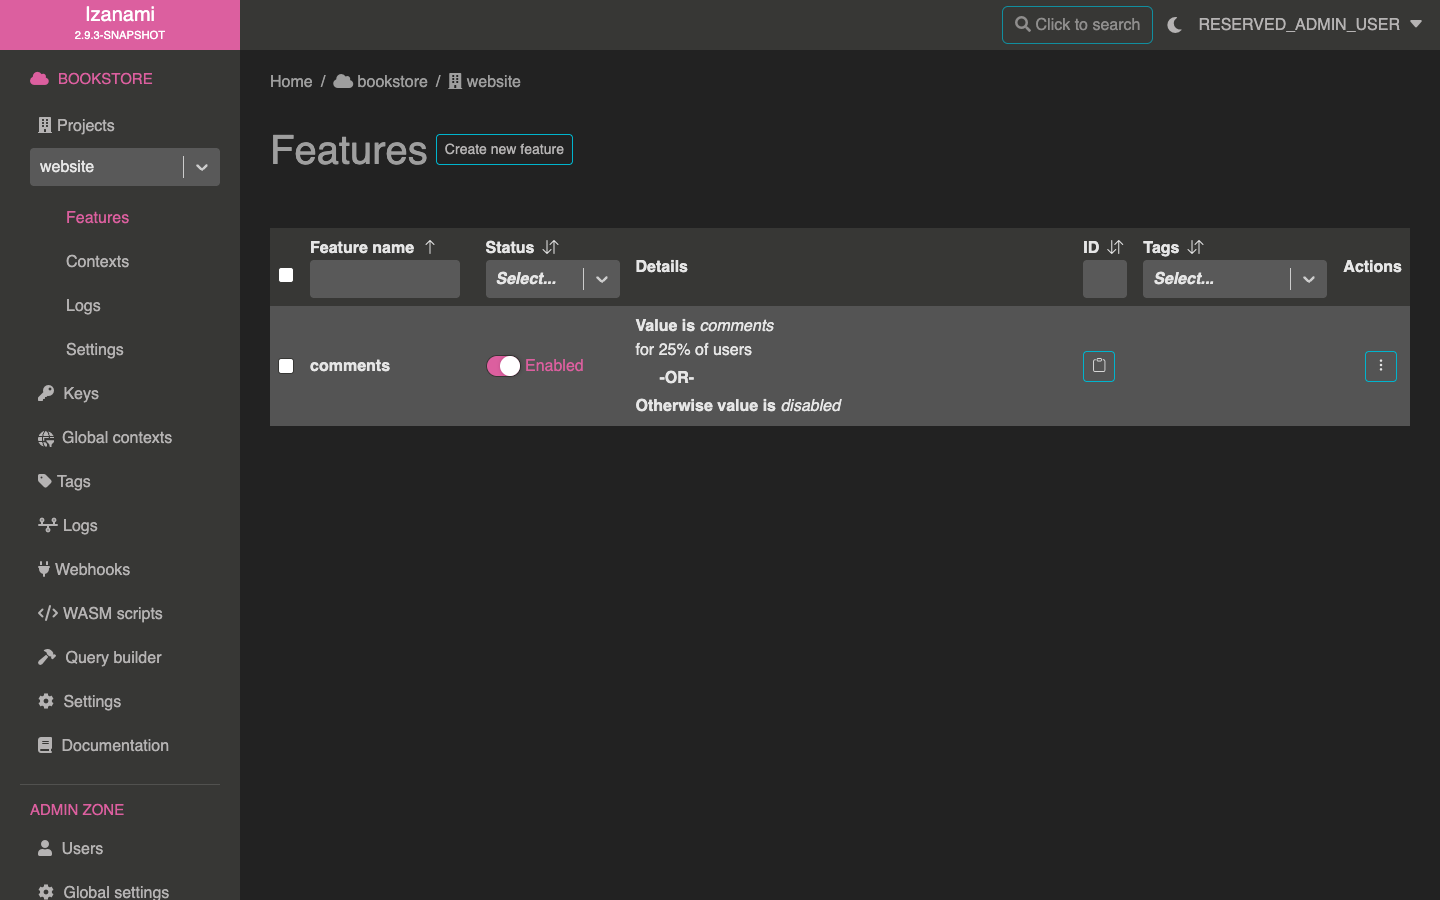 Izanami
2.9.3-SNAPSHOT
Click to search
RESERVED_ADMIN_USER
BOOKSTORE
Projects
website
Features
Contexts
Logs
Settings
Keys
Global contexts
Tags
Logs
Webhooks
WASM scripts
Query builder
Settings
Documentation
ADMIN ZONE
Users
Global settings
Home / bookstore / website
Features
Create new feature
Feature name
Status
Select...
Details
ID
Tags
Select...
Actions
comments
Enabled
Value is comments
for 25% of users
-OR-
Otherwise value is disabled